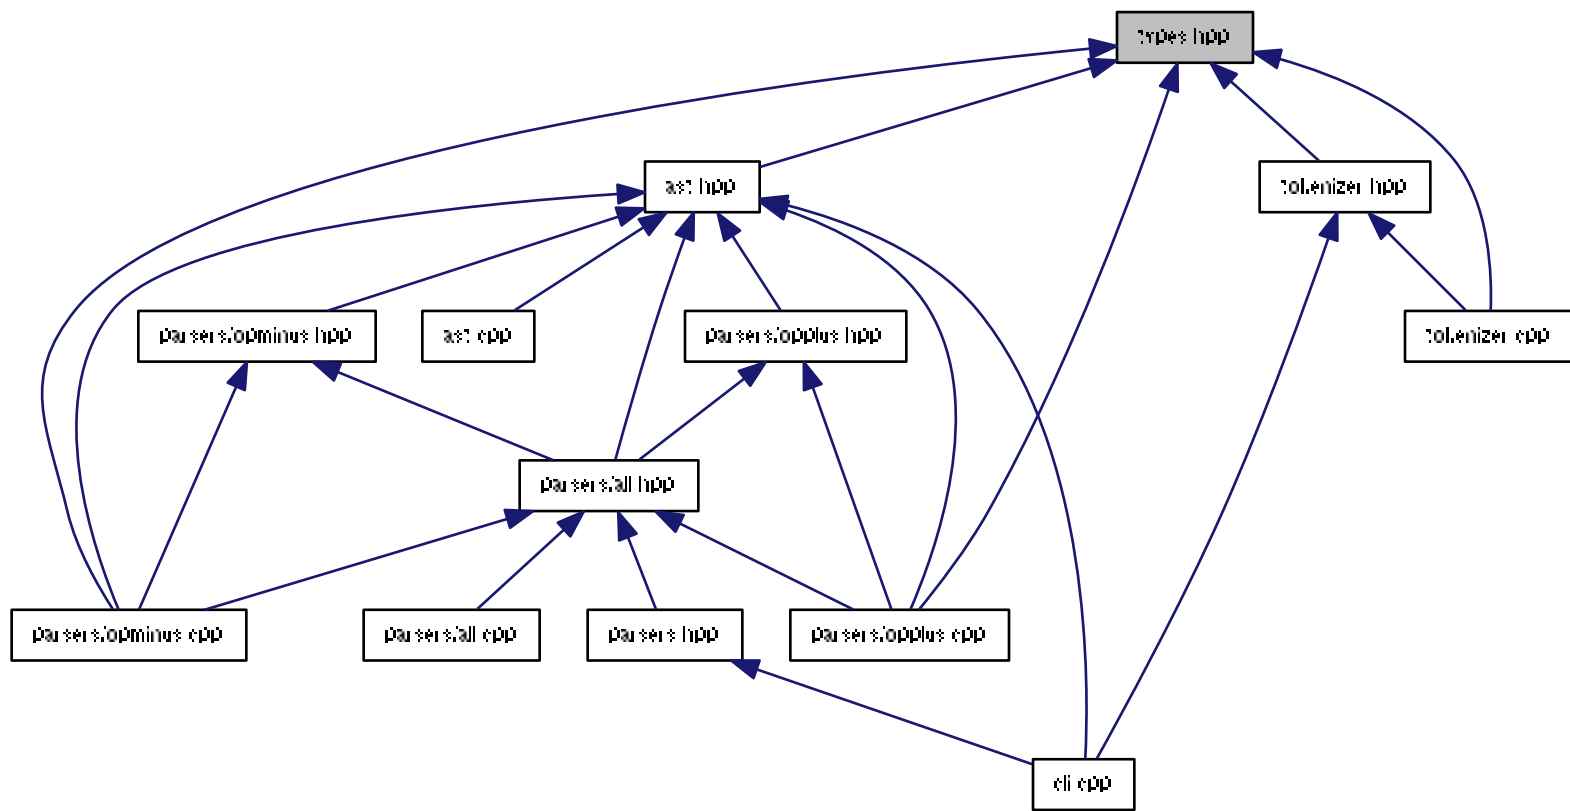 types.hpp
ast.hpp
tokenizer.hpp
parsers/opminus.hpp
ast.cpp
parsers/opplus.hpp
tokenizer.cpp
parsers/all.hpp
parsers/opminus.cpp
parsers/all.cpp
parsers.hpp
parsers/opplus.cpp
cli.cpp